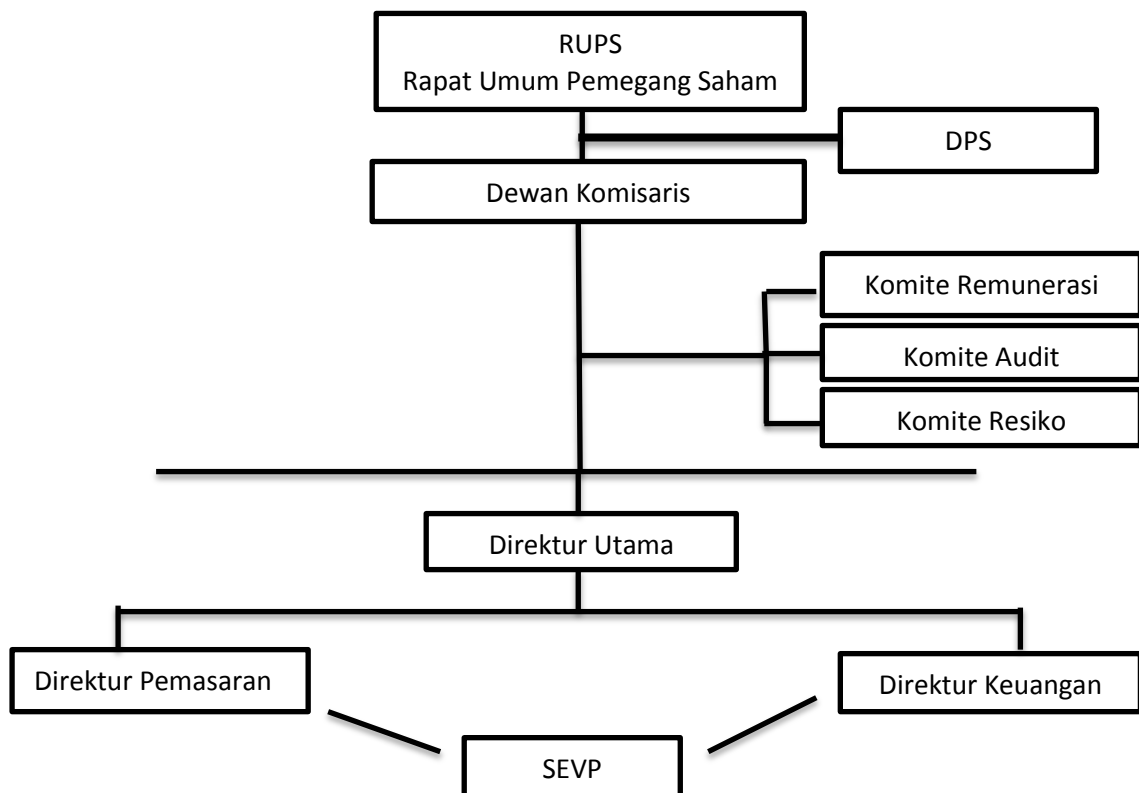 RUPS
Rapat Umum Pemegang Saham
DPS
Dewan Komisaris
Komite Remunerasi
Komite Audit
Komite Resiko
Direktur Utama
Direktur Pemasaran
Direktur Keuangan
SEVP